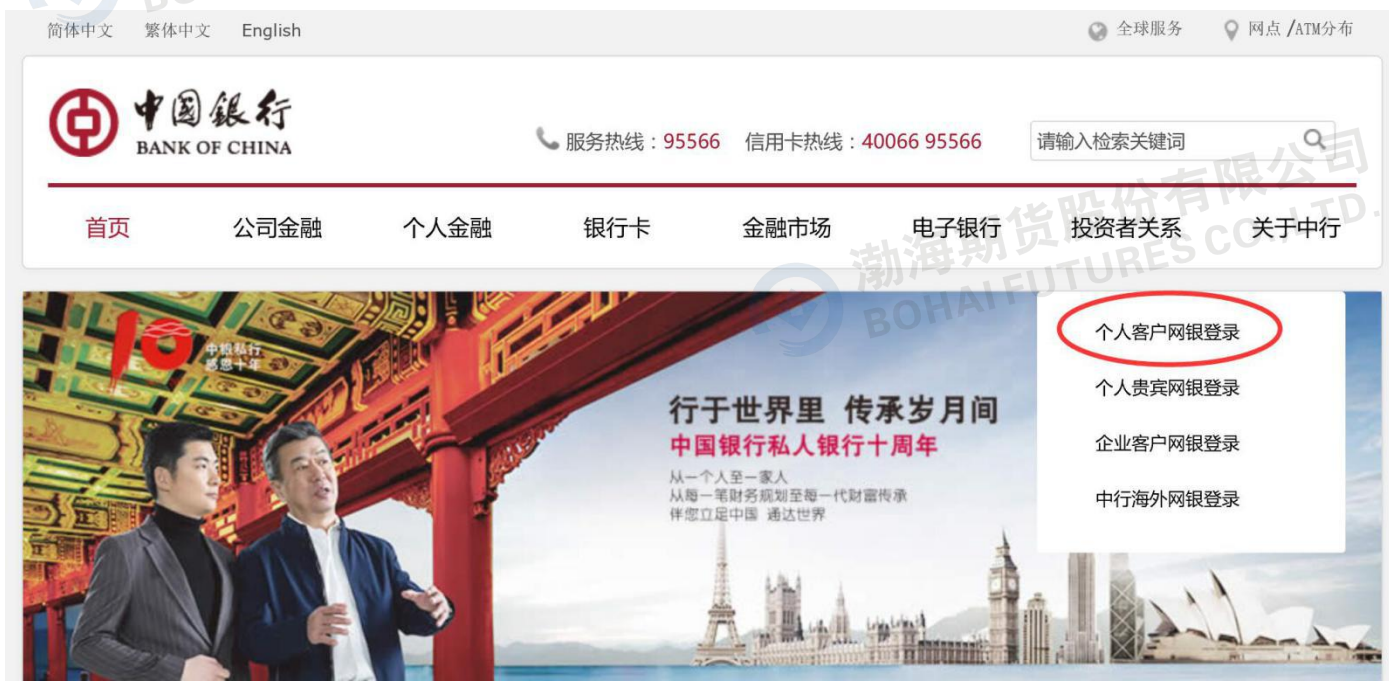 简体中文 繁体中文 English 全球服务 网点 /ATM分布
中国銀行
BANK OF CHINA
服务热线：95566 信用卡热线：40066 95566 请输入检索关键词
首页 公司金融 个人金融 银行卡 金融市场 电子银行 投资者关系 关于中行
渤海期货股份有限公司
BOHAI FUTURES CO., LTD.
个人客户网银登录
个人贵宾网银登录
企业客户网银登录
中行海外网银登录
10
中银私行
感恩十年
行于世界里 传承岁月间
中国银行私人银行十周年
从一个人至一家人
从每一笔财务规划至每一代财富传承
伴您立足中国 通达世界